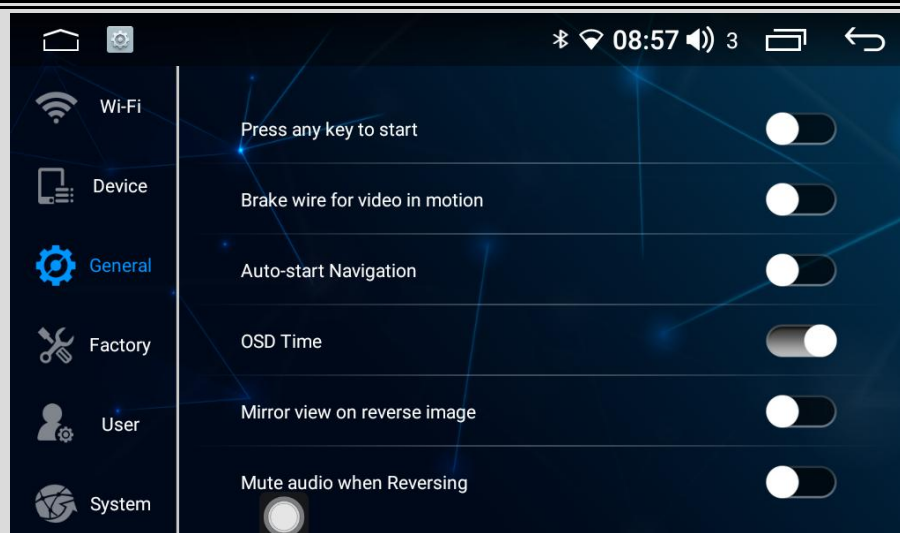 08:57 3
Wi-Fi
Device
General
Factory
User
System
Press any key to start
Brake wire for video in motion
Auto-start Navigation
OSD Time
Mirror view on reverse image
Mute audio when Reversing